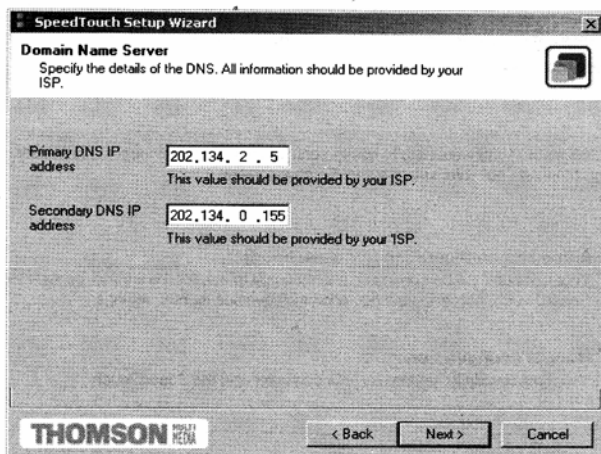 SpeedTouch Setup Wizard
Domain Name Server
Specify the details of the DNS. All information should be provided by your
ISP.
Primary DNS IP
address
202.134. 2 . 5
This value should be provided by your ISP.
Secondary DNS IP
address
202.134. 0 .155
This value should be provided by your ISP.
THOMSON MULTI
MEDIA
< Back
Next >
Cancel